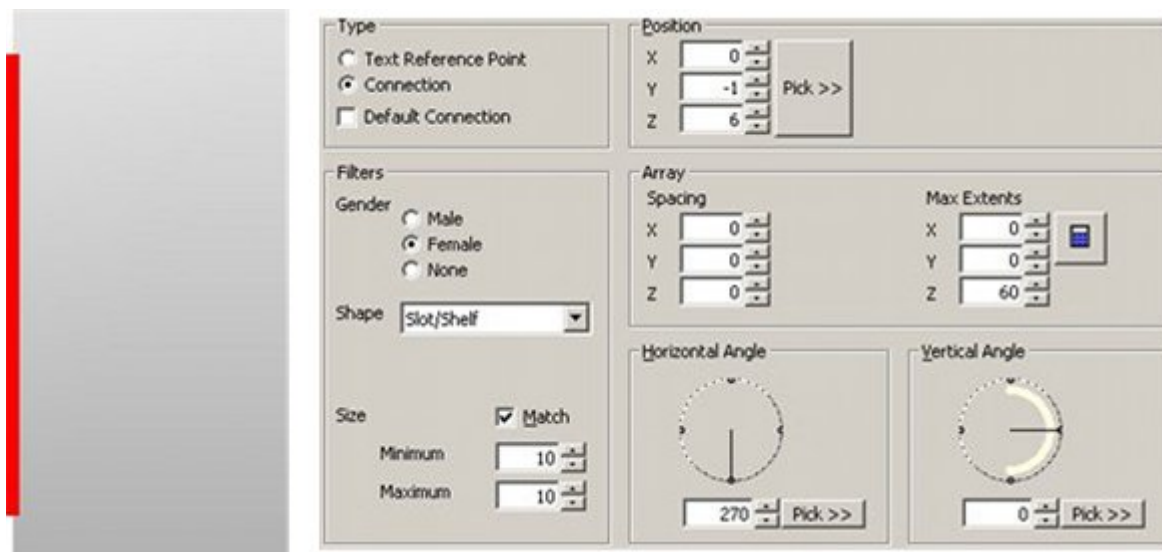 Type
Text Reference Point
Connection
Default Connection
Position
X 0
Y -1
Z 6
Pick >>
Filters
Gender
Male
Female
None
Shape Slot/Shelf
Size Match
Minimum 10
Maximum 10
Array
Spacing Max Extents
X 0 X 0
Y 0 Y 0
Z 0 Z 60
Horizontal Angle
270 Pick >>
Vertical Angle
0 Pick >>